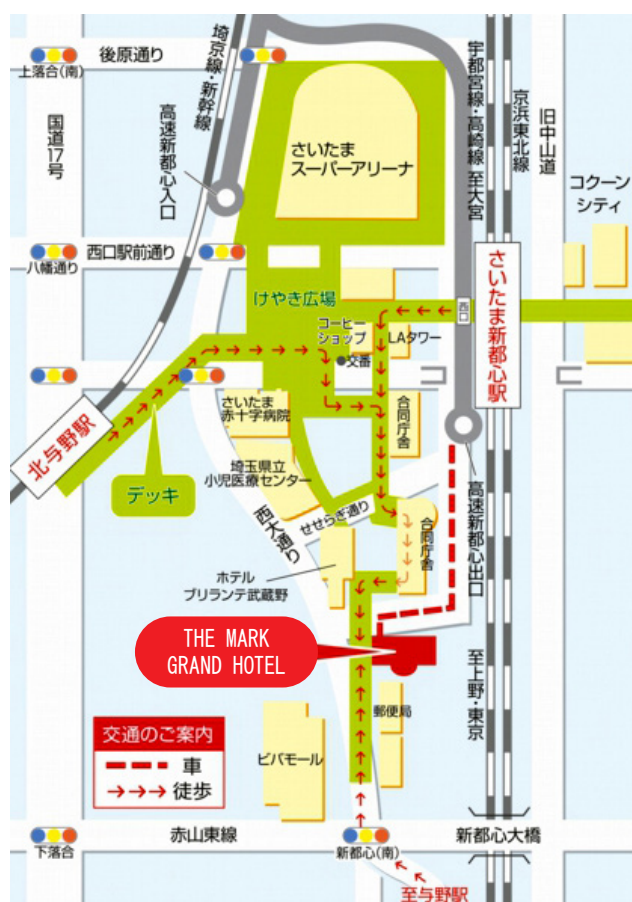 後原通り
上落合(南)
埼京線・新幹線
国道17号
高速新都心入口
宇都宮線・高崎線 至大宮
京浜東北線
旧中山道
さいたま
スーパーアリーナ
コクーン
シティ
西口駅前通り
八幡通り
けやき広場
西口
さいたま新都心駅
コーヒー
ショップ
LAタワー
交番
北与野駅
デッキ
さいたま
赤十字病院
合同庁舎
埼玉県立
小児医療センター
西大通り
せせらぎ通り
合同庁舎
高速新都心出口
ホテル
ブリランテ武蔵野
THE MARK
GRAND HOTEL
至上野・東京
郵便局
交通のご案内
車
徒歩
ビバモール
赤山東線
下落合
新都心(南)
新都心大橋
至与野駅